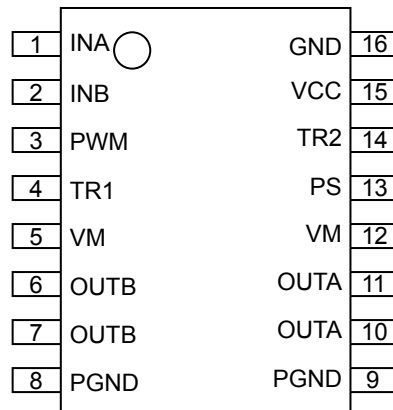 1 INA GND 16
2 INB VCC 15
3 PWM TR2 14
4 TR1 PS 13
5 VM VM 12
6 OUTB OUTA 11
7 OUTB OUTA 10
8 PGND PGND 9